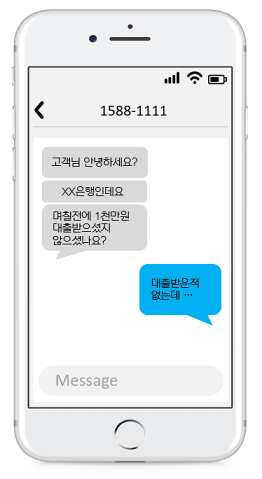 1588-1111
고객님 안녕하세요?
XX은행인데요
며칠전에 1천만원
대출받으셨지
않으셨나요?
대출받은적
없는데 …
Message